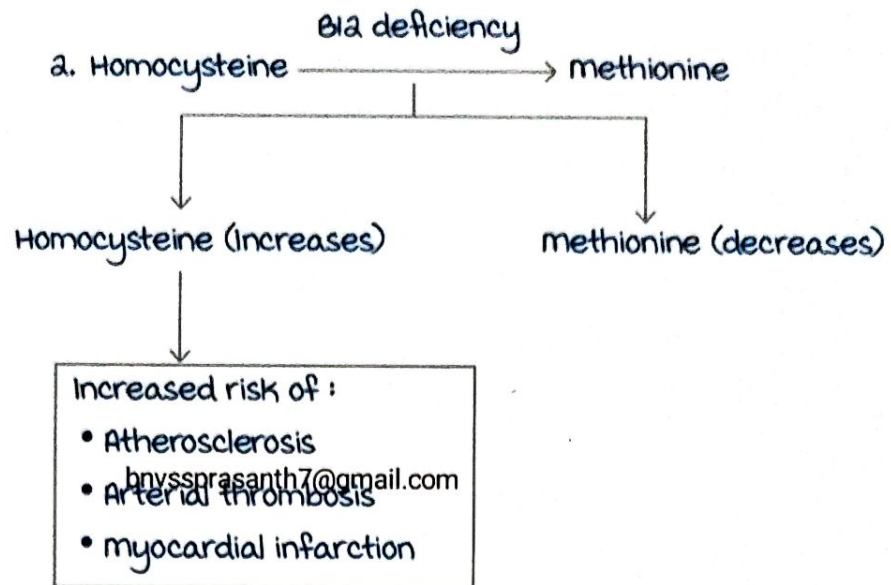 B12 deficiency
2. Homocysteine methionine
Homocysteine (increases) methionine (decreases)
Increased risk of :
• Atherosclerosis
bnvssprasanth7@gmail.com
• Arterial thrombosis
• myocardial infarction